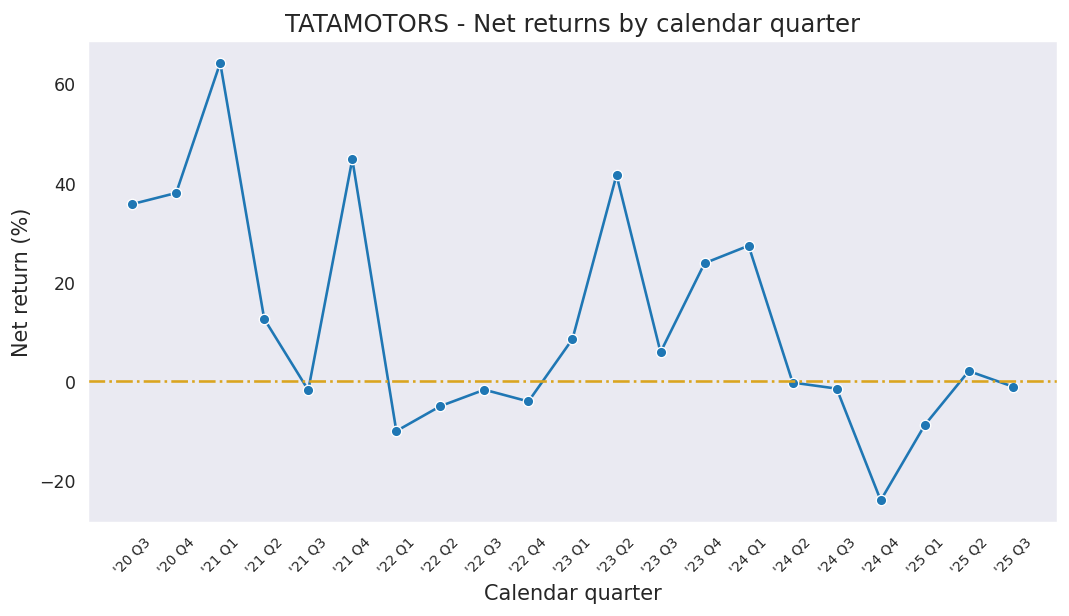 TATAMOTORS - Net returns by calendar quarter
Net return (%)
60
40
20
0
−20
'20 Q3
'20 Q4
'21 Q1
'21 Q2
'21 Q3
'21 Q4
'22 Q1
'22 Q2
'22 Q3
'22 Q4
'23 Q1
'23 Q2
'23 Q3
'23 Q4
'24 Q1
'24 Q2
'24 Q3
'24 Q4
'25 Q1
'25 Q2
'25 Q3
Calendar quarter